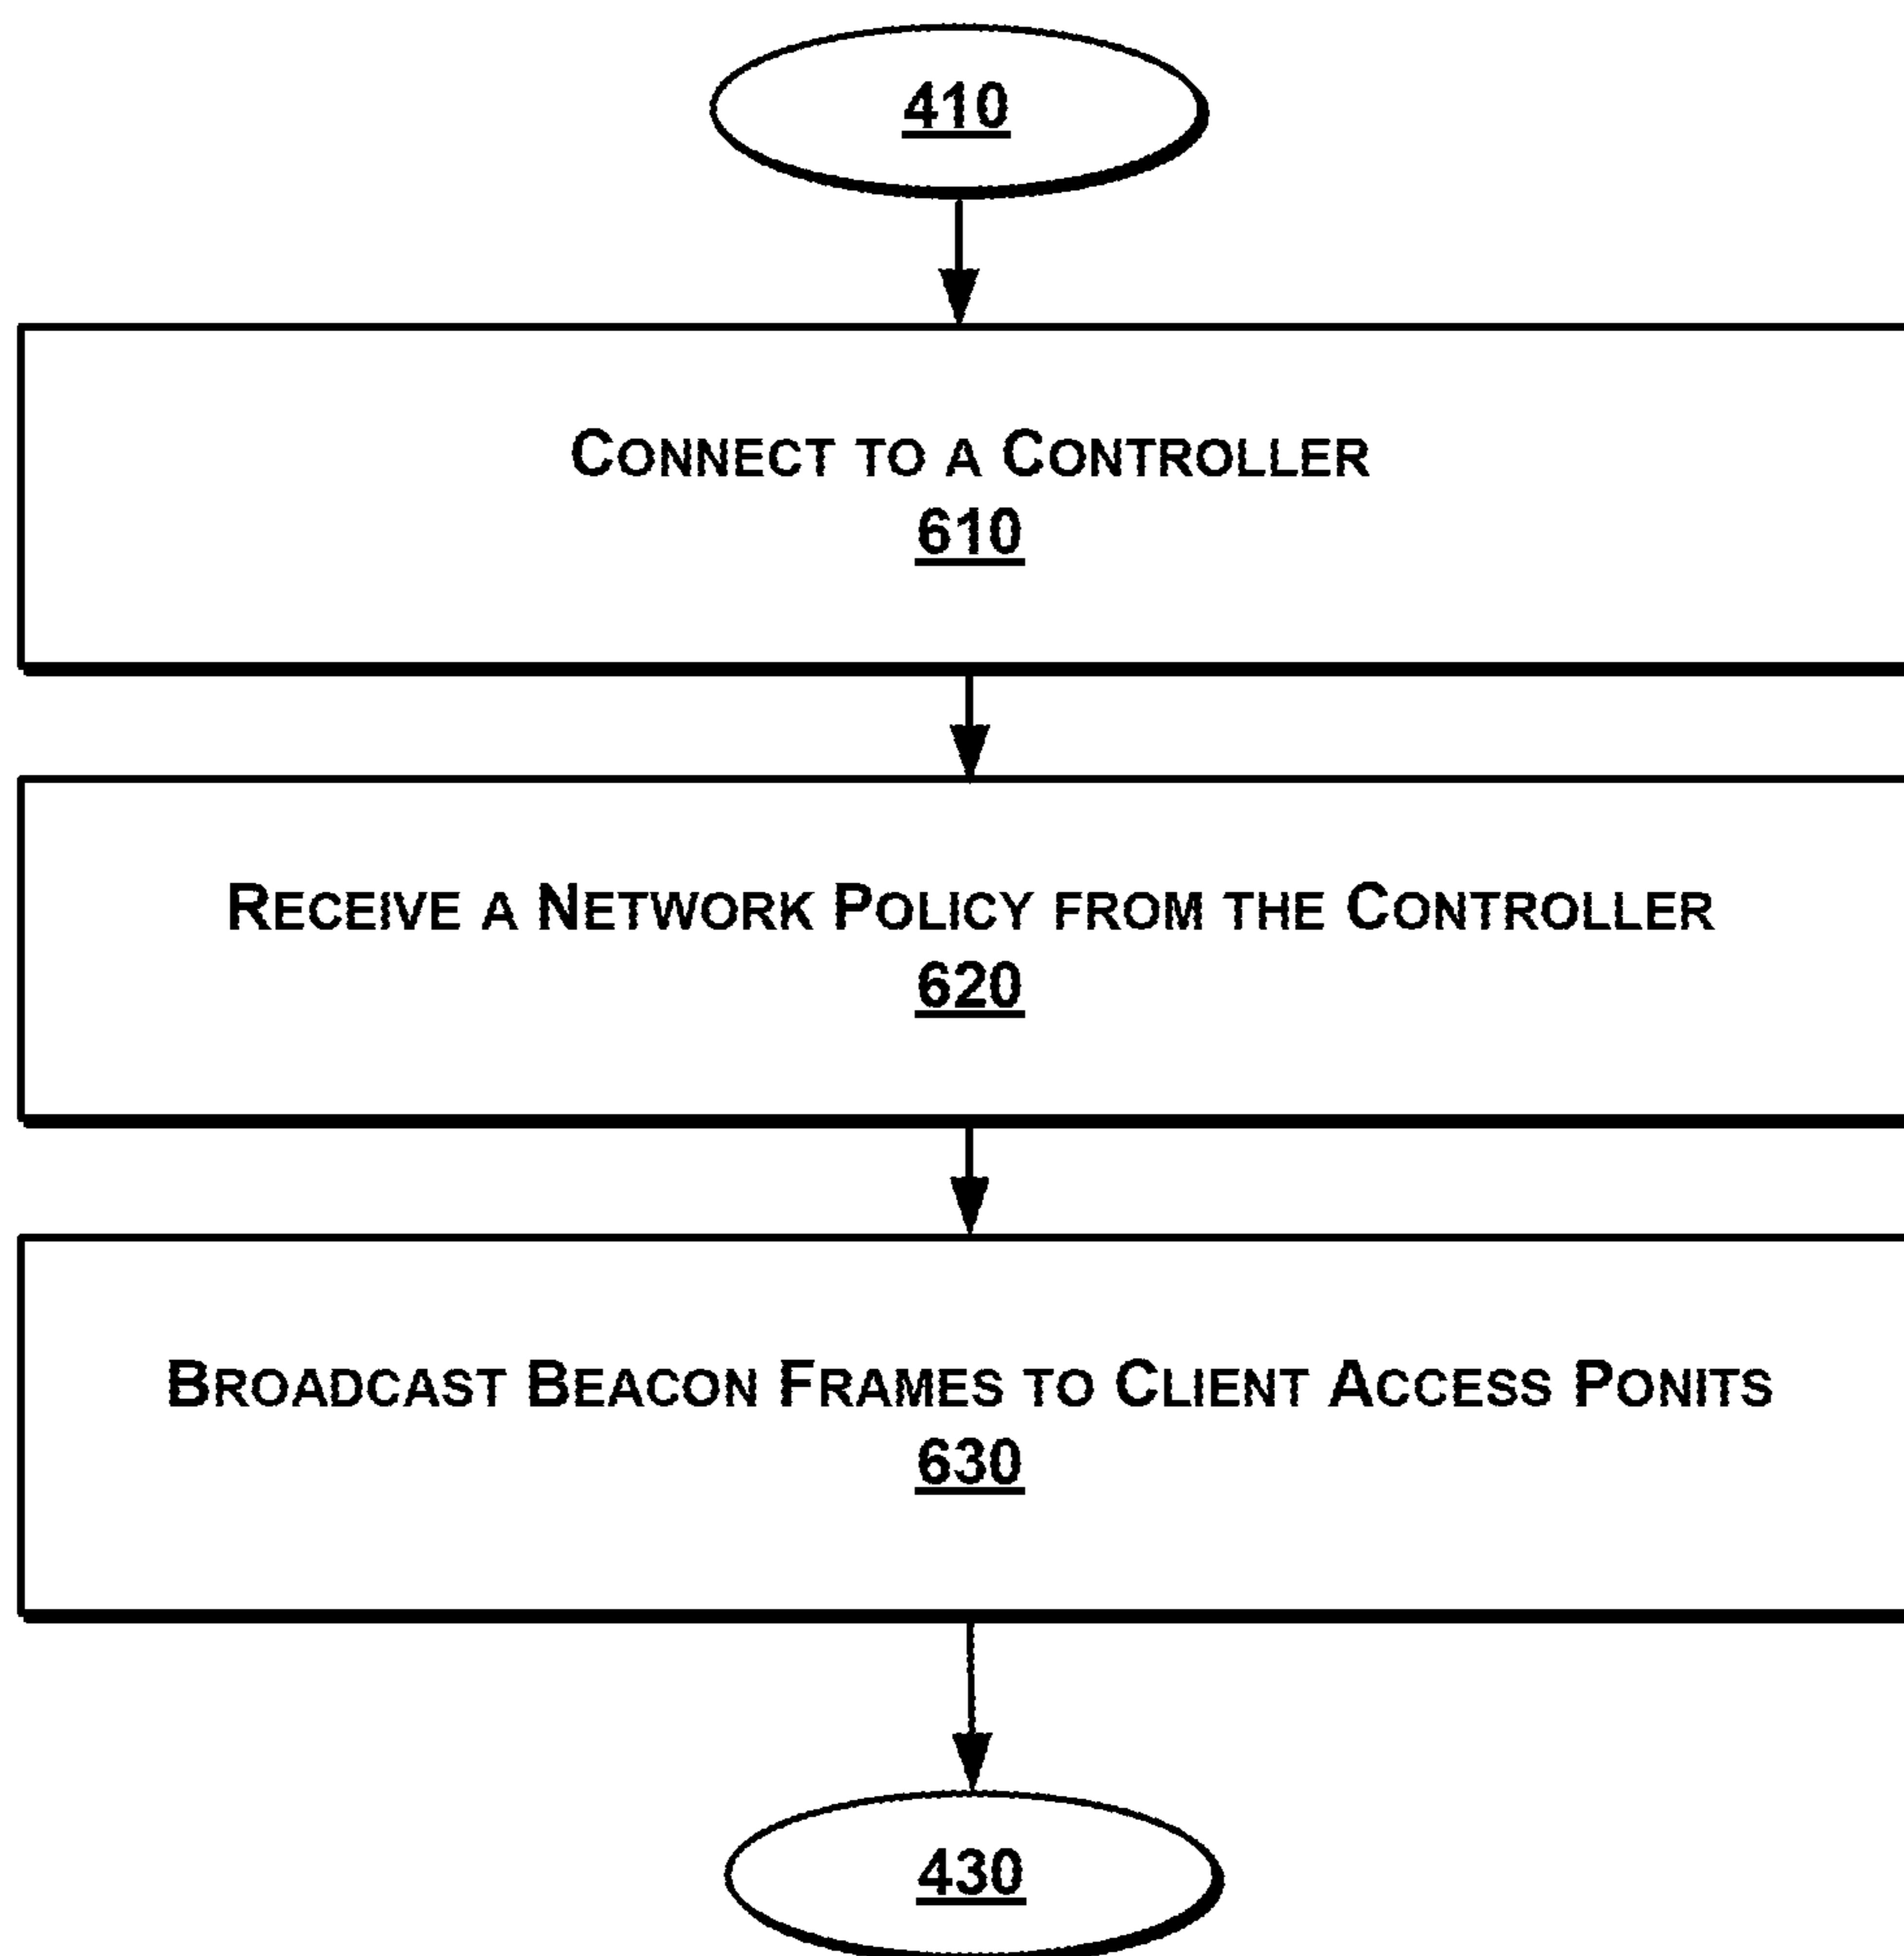 410
CONNECT TO A CONTROLLER
610
RECEIVE A NETWORK POLICY FROM THE CONTROLLER
620
BROADCAST BEACON FRAMES TO CLIENT ACCESS PONITS
630
430